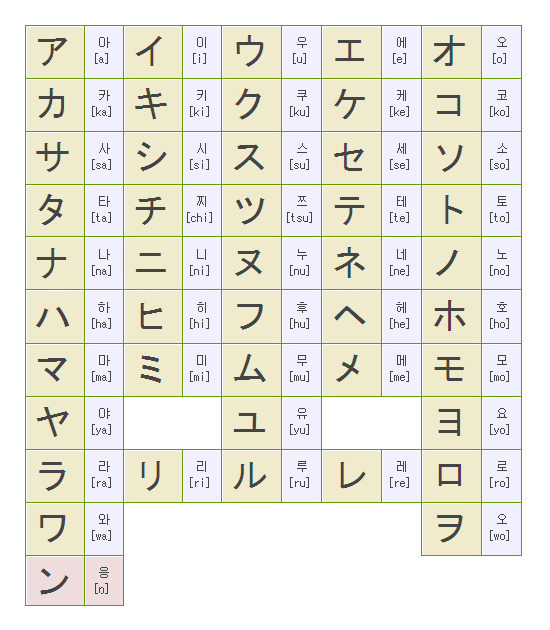 ア 아 [a] イ 이 [i] ウ 우 [u] エ 에 [e] オ 오 [o]
カ 카 [ka] キ 키 [ki] ク 쿠 [ku] ケ 케 [ke] コ 코 [ko]
サ 사 [sa] シ 시 [si] ス 스 [su] セ 세 [se] ソ 소 [so]
タ 타 [ta] チ 찌 [chi] ツ 쯔 [tsu] テ 테 [te] ト 토 [to]
ナ 나 [na] ニ 니 [ni] ヌ 누 [nu] ネ 네 [ne] ノ 노 [no]
ハ 하 [ha] ヒ 히 [hi] フ 후 [hu] ヘ 헤 [he] ホ 호 [ho]
マ 마 [ma] ミ 미 [mi] ム 무 [mu] メ 메 [me] モ 모 [mo]
ヤ 야 [ya] ユ 유 [yu] ヨ 요 [yo]
ラ 라 [ra] リ 리 [ri] ル 루 [ru] レ 레 [re] ロ 로 [ro]
ワ 와 [wa] ヲ 오 [wo]
ン 응 [ŋ]